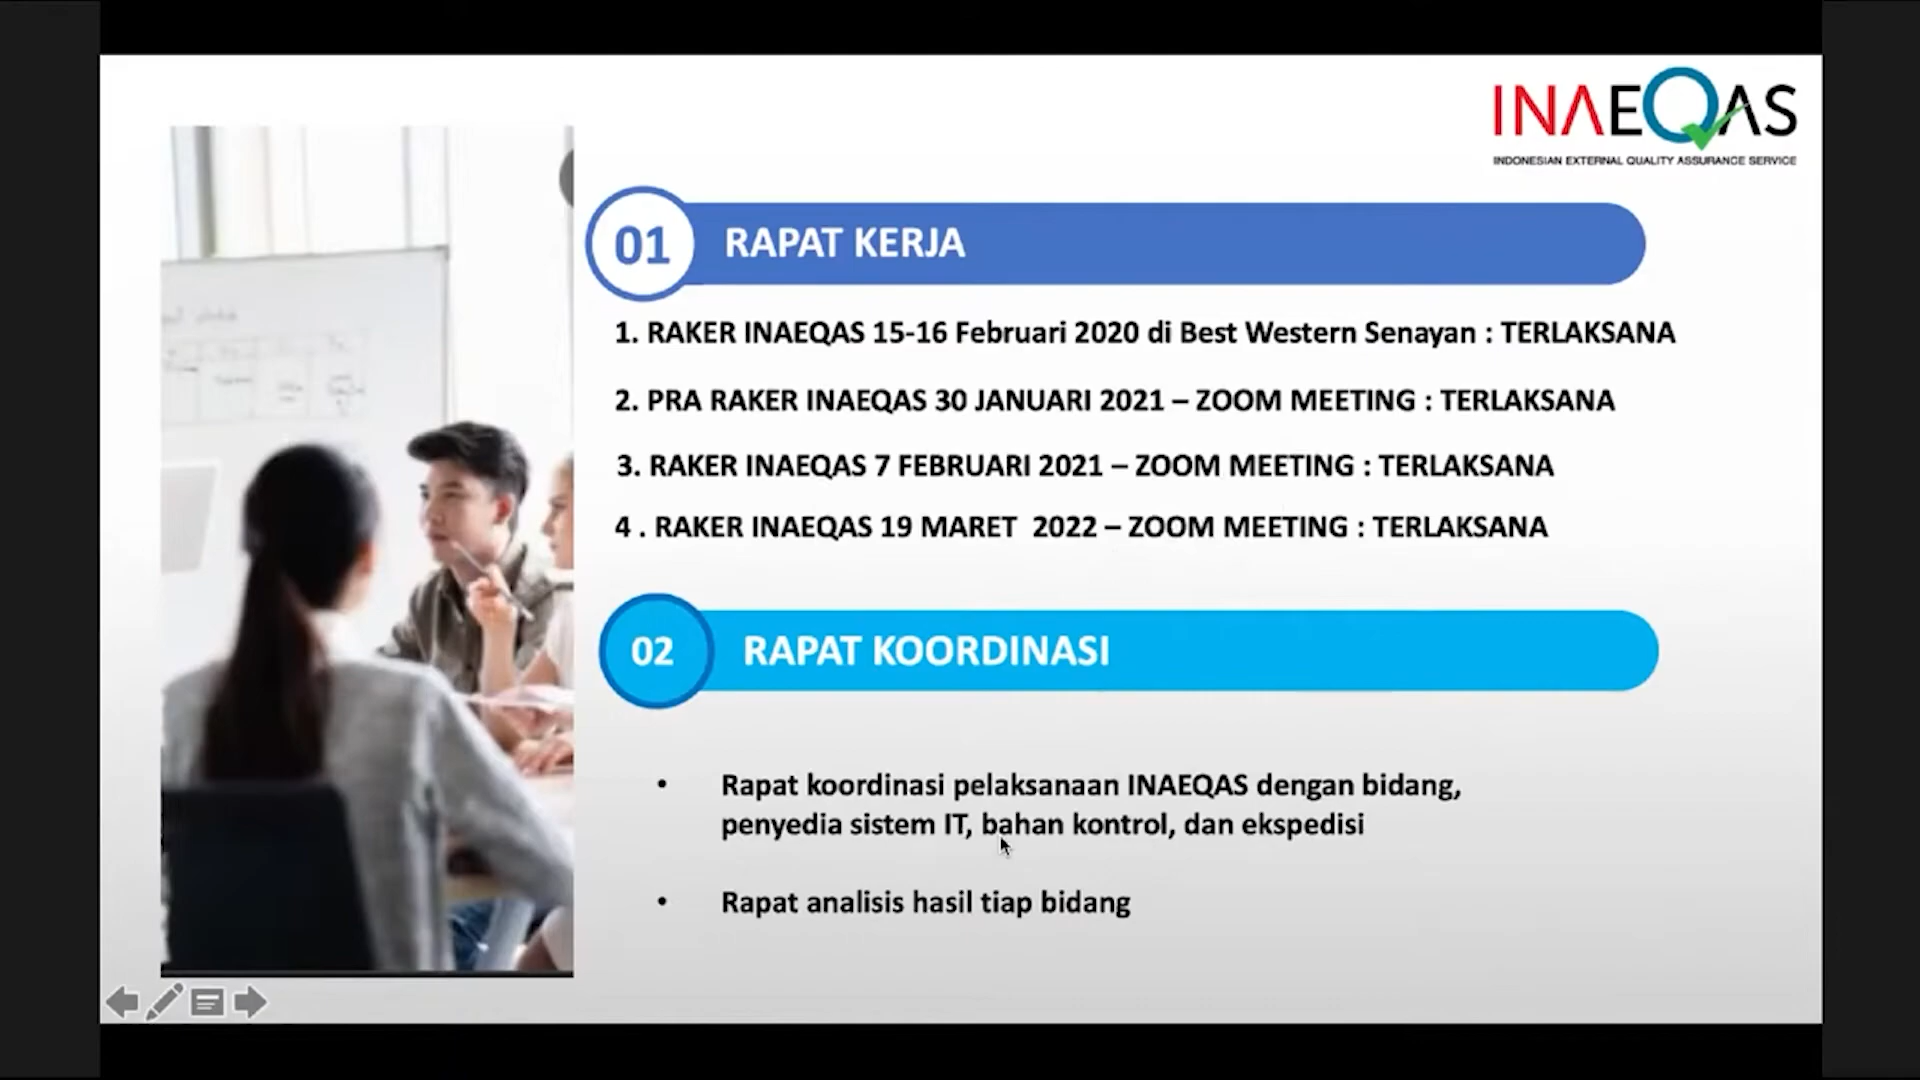 INAEQAS
INDONESIAN EXTERNAL QUALITY ASSURANCE SERVICE
01
RAPAT KERJA
1. RAKER INAEQAS 15-16 Februari 2020 di Best Western Senayan : TERLAKSANA
2. PRA RAKER INAEQAS 30 JANUARI 2021 – ZOOM MEETING : TERLAKSANA
3. RAKER INAEQAS 7 FEBRUARI 2021 – ZOOM MEETING : TERLAKSANA
4 . RAKER INAEQAS 19 MARET  2022 – ZOOM MEETING : TERLAKSANA
02
RAPAT KOORDINASI
• Rapat koordinasi pelaksanaan INAEQAS dengan bidang,
penyedia sistem IT, bahan kontrol, dan ekspedisi
• Rapat analisis hasil tiap bidang